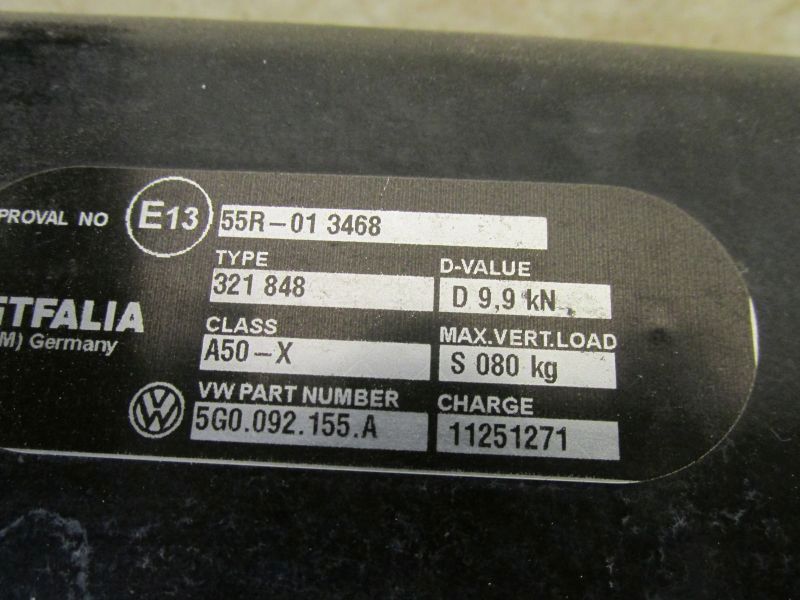 PROVAL NO E13 55R-01 3468
TYPE D-VALUE
321 848 D 9,9 kN
TFALIA
M) Germany
CLASS MAX.VERT.LOAD
A50-X S 080 kg
VW PART NUMBER CHARGE
5G0.092.155.A 11251271